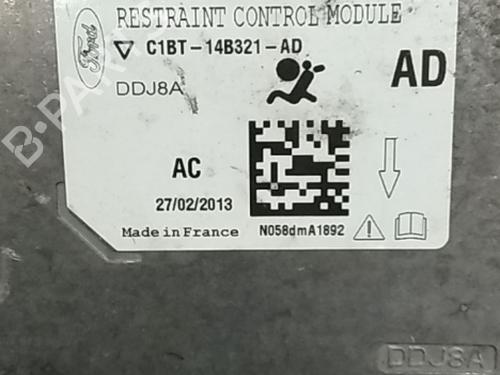 RESTRAINT CONTROL MODULE
Ford
C1BT-14B321-AD
AD
DDJ8A
AC
27/02/2013
Made in France
N058dmA1892
DDJ8A
B-PARTS